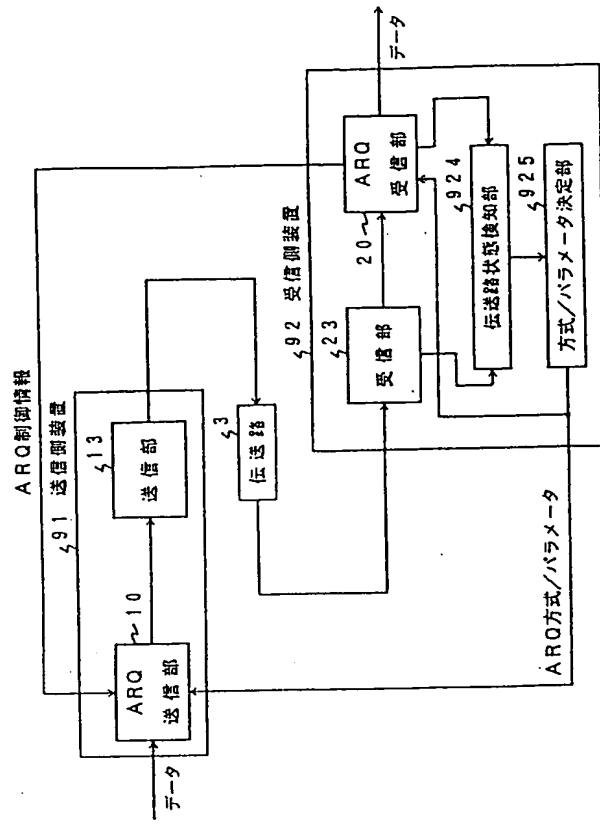 ARQ制御情報
91 送信側装置
データ
10
ARQ
送信部
13
送信部
3
伝送路
92 受信側装置
23
受信部
20
ARQ
受信部
データ
924
伝送路状態検知部
925
方式/パラメータ決定部
ARQ方式/パラメータ